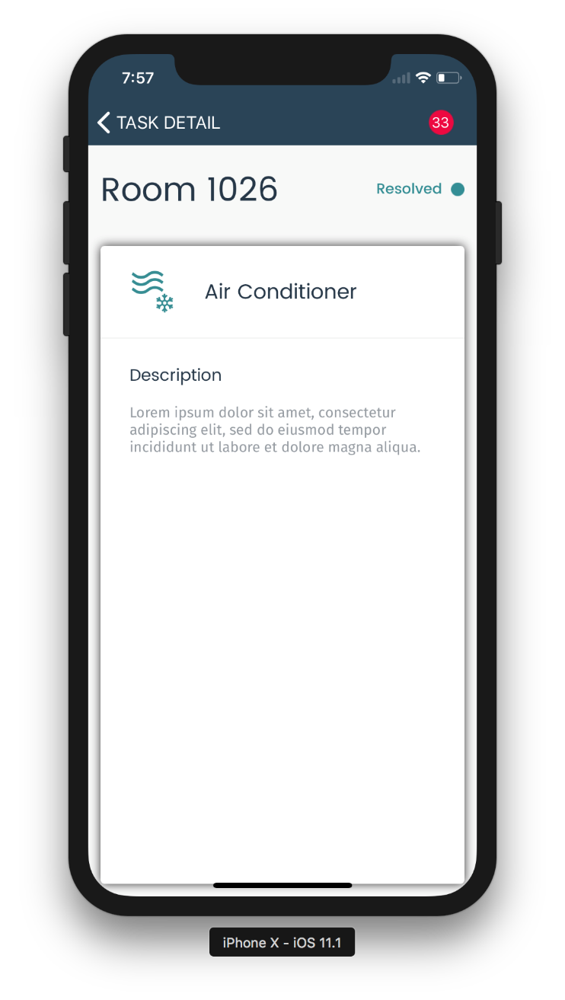 7:57
TASK DETAIL
33
Room 1026
Resolved
Air Conditioner
Description
Lorem ipsum dolor sit amet, consectetur
adipiscing elit, sed do eiusmod tempor
incididunt ut labore et dolore magna aliqua.
iPhone X - iOS 11.1